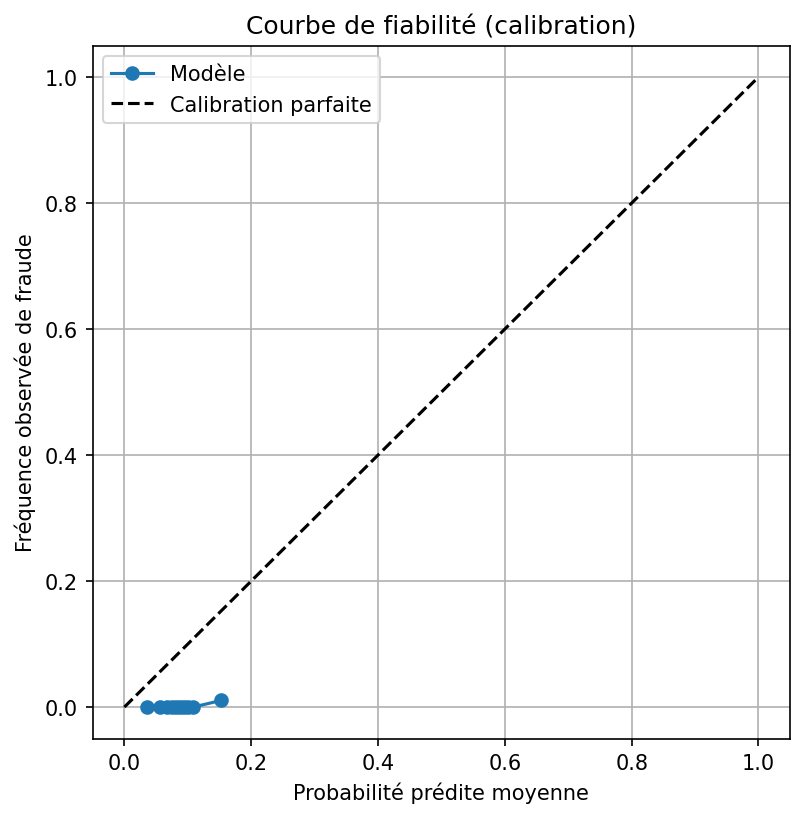 Courbe de fiabilité (calibration)
Modèle
Calibration parfaite
Fréquence observée de fraude
1.0
0.8
0.6
0.4
0.2
0.0
0.0 0.2 0.4 0.6 0.8 1.0
Probabilité prédite moyenne